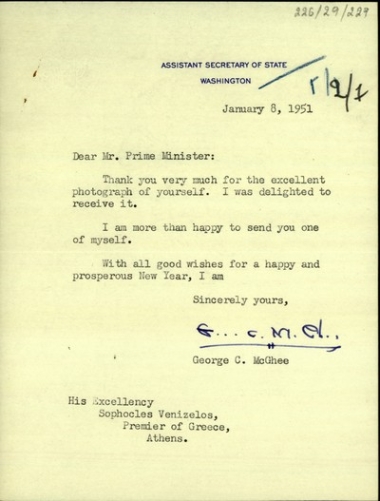 226/29/229
ASSISTANT SECRETARY OF STATE
WASHINGTON
January 8, 1951
Dear Mr. Prime Minister:
Thank you very much for the excellent
photograph of yourself. I was delighted to
receive it.
I am more than happy to send you one
of myself.
With all good wishes for a happy and
prosperous New Year, I am
Sincerely yours,
George C. McGhee
His Excellency
Sophocles Venizelos,
Premier of Greece,
Athens.